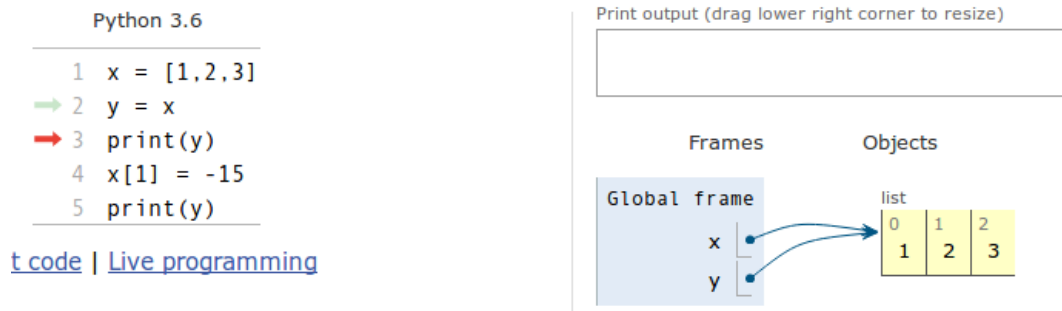 Python 3.6
1 x = [1,2,3]
2 y = x
3 print(y)
4 x[1] = -15
5 print(y)
t code | Live programming
Print output (drag lower right corner to resize)
Frames Objects
Global frame
x
y
list
0 1 2
1 2 3